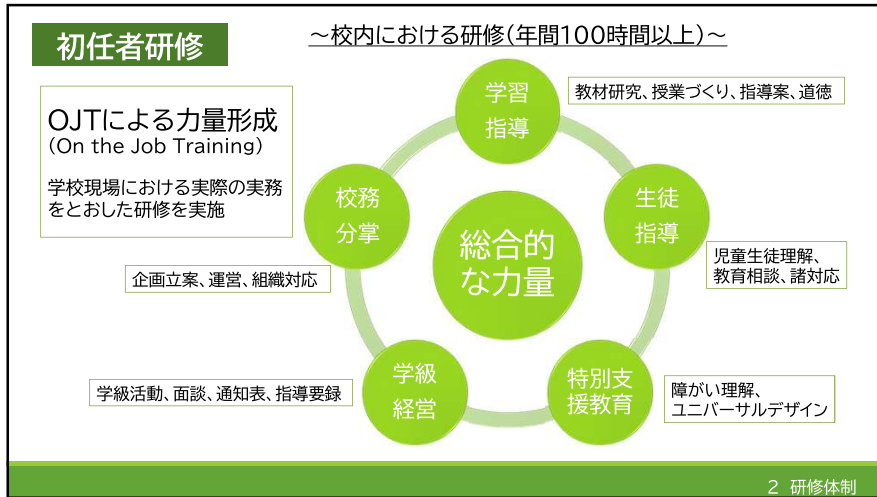 初任者研修
～校内における研修(年間100時間以上)～
OJTによる力量形成
(On the Job Training)
学校現場における実際の実務
をとおした研修を実施
学習
指導
教材研究、授業づくり、指導案、道徳
生徒
指導
児童生徒理解、
教育相談、諸対応
特別支
援教育
障がい理解、
ユニバーサルデザイン
学級
経営
学級活動、面談、通知表、指導要録
校務
分掌
企画立案、運営、組織対応
総合的
な力量
2 研修体制